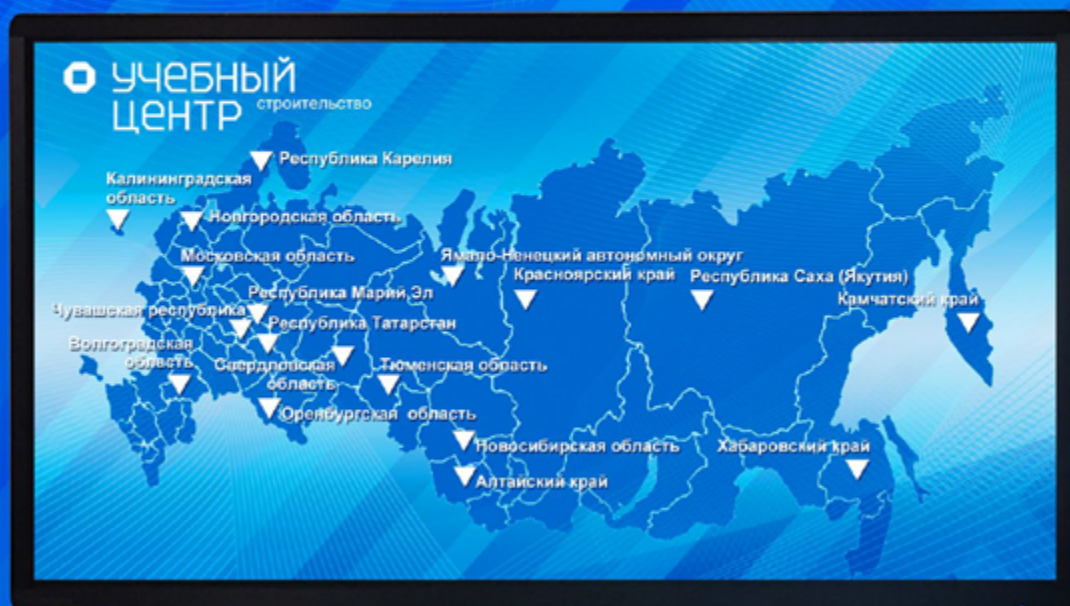 УЧЕБНЫЙ
ЦЕНТР строительство
Республика Карелия
Калининградская
область
Новгородская область
Московская область
Ямало-Ненецкий автономный округ
Красноярский край
Республика Саха (Якутия)
Республика Марий Эл
Камчатский край
Чувашская республика
Республика Татарстан
Волгоградская
область
Свердловская
область
Тюменская область
Оренбургская область
Новосибирская область
Хабаровский край
Алтайский край